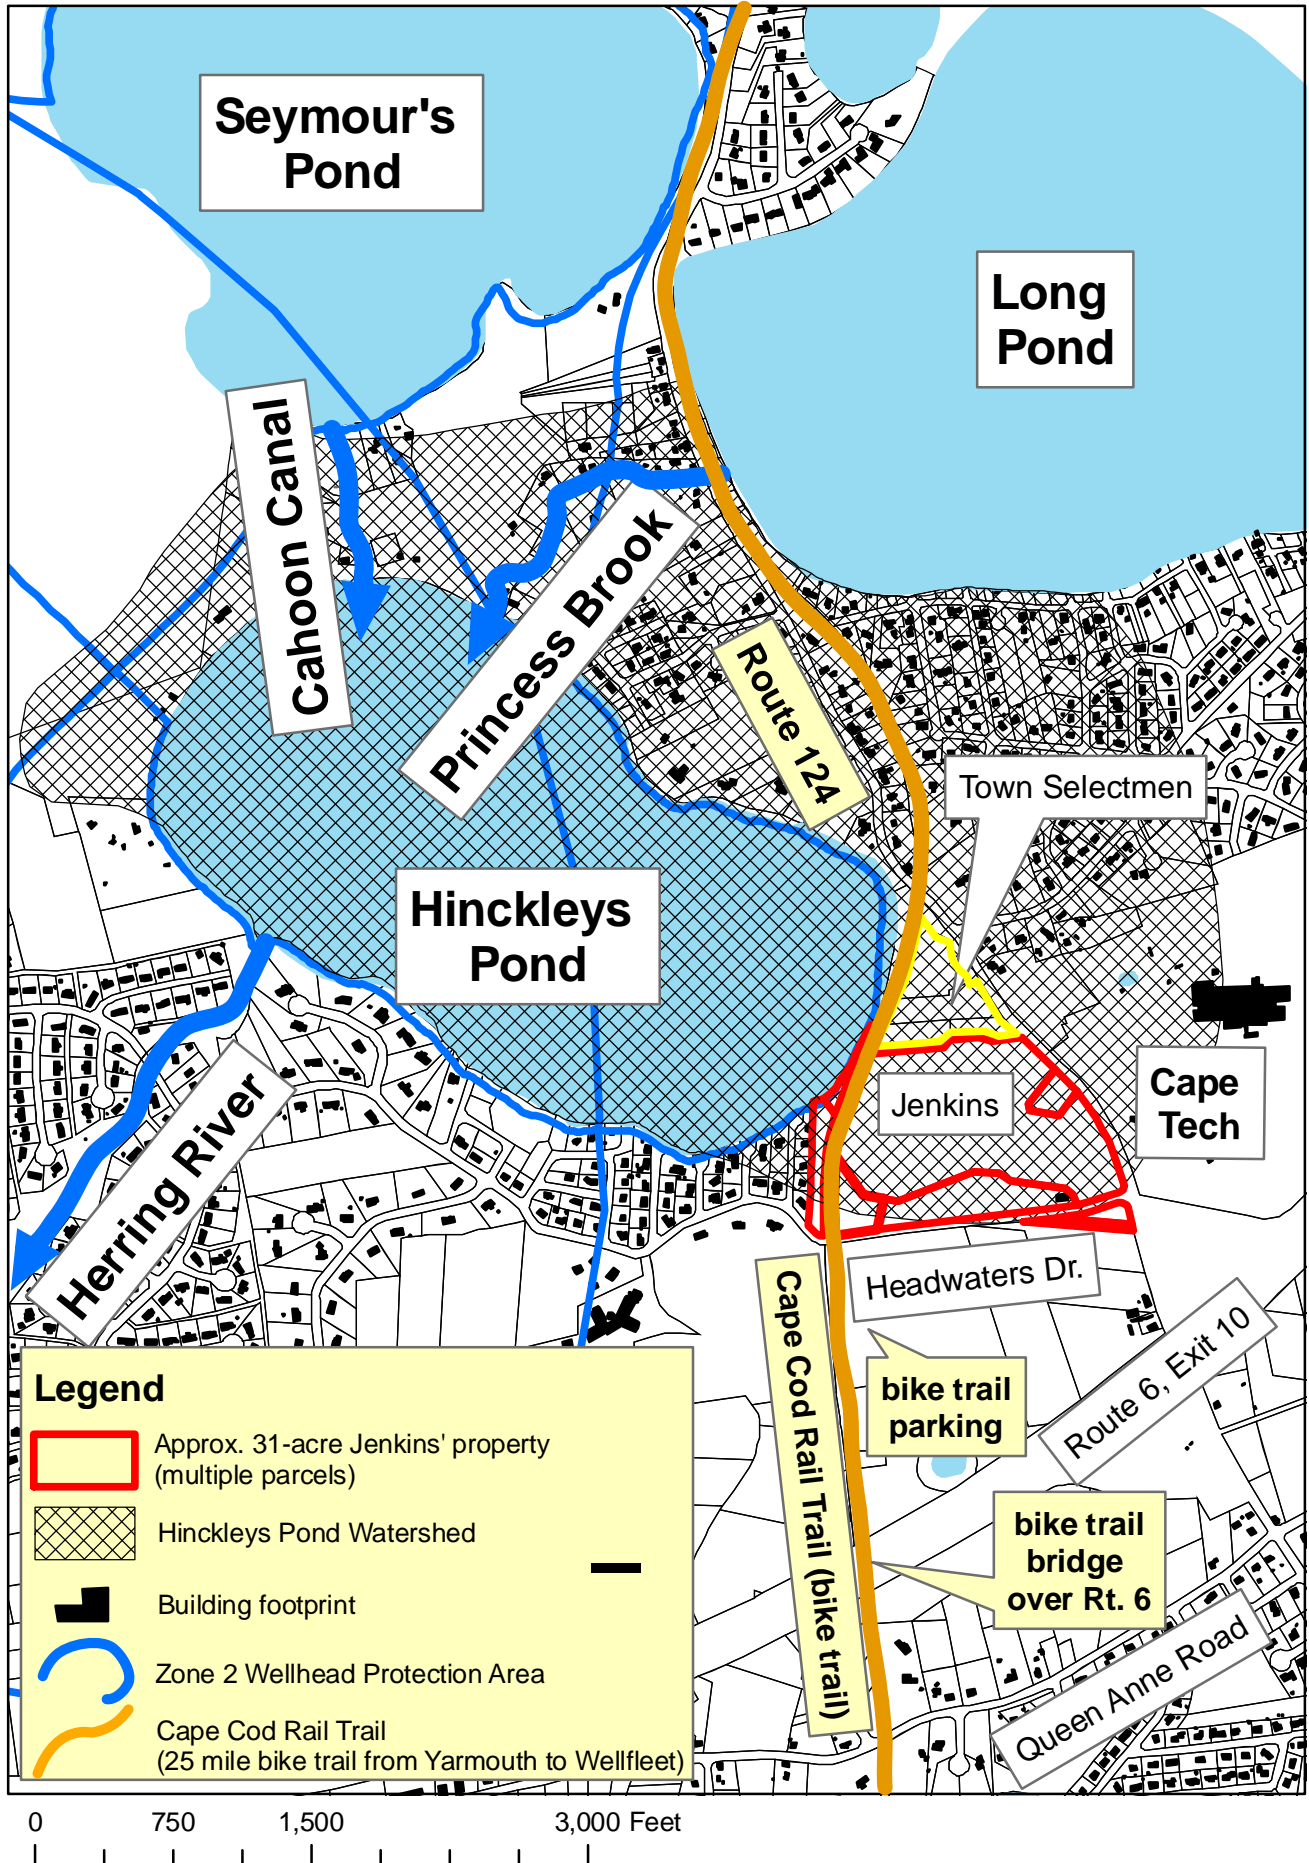 Seymour's
Pond
Long
Pond
Cahoon Canal
Princess Brook
Route 124
Town Selectmen
Hinckleys
Pond
Cape
Tech
Jenkins
Herring River
Headwaters Dr.
Cape Cod Rail Trail (bike trail)
bike trail
parking
Route 6, Exit 10
bike trail
bridge
over Rt. 6
Queen Anne Road
Legend
Approx. 31-acre Jenkins' property
(multiple parcels)
Hinckleys Pond Watershed
Building footprint
Zone 2 Wellhead Protection Area
Cape Cod Rail Trail
(25 mile bike trail from Yarmouth to Wellfleet)
0 750 1,500 3,000 Feet